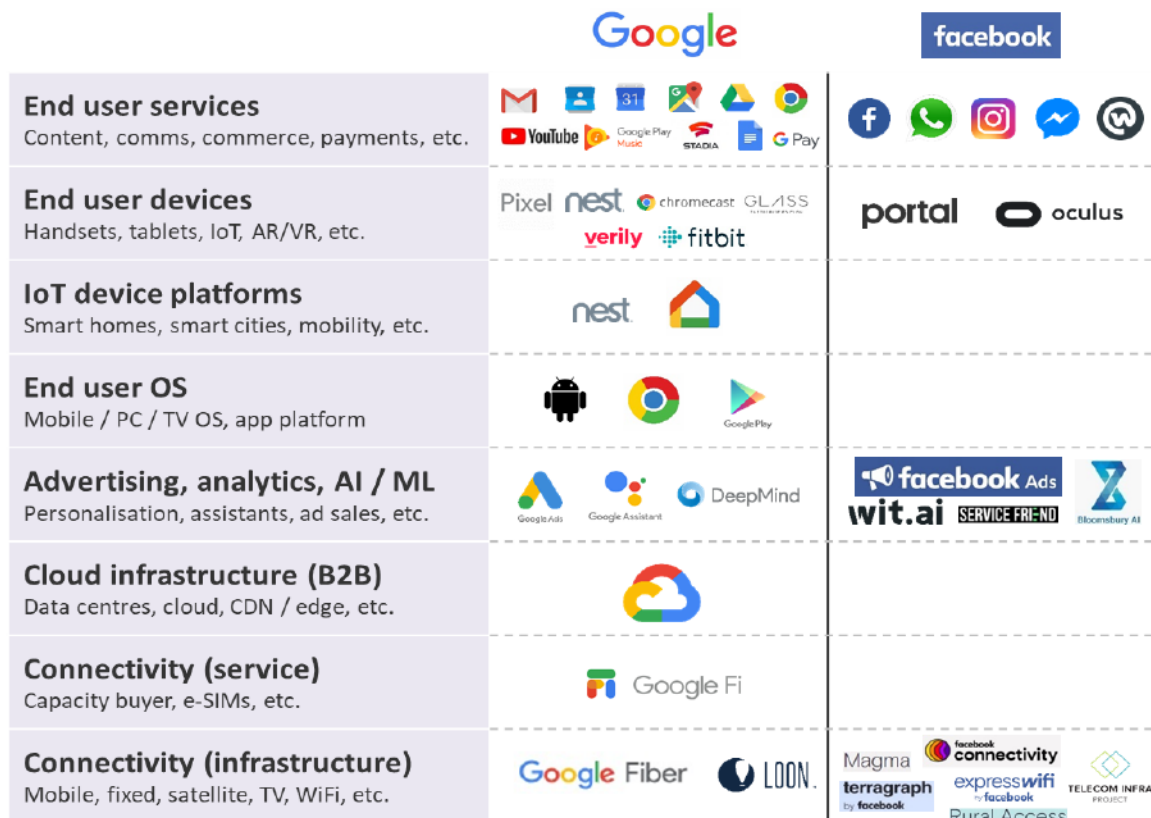 Google
facebook
End user services
Content, comms, commerce, payments, etc.
31
G
YouTube
Google Play
Music
STADIA
G Pay
f
End user devices
Handsets, tablets, IoT, AR/VR, etc.
Pixel
nest
chromecast
GLASS
verily
fitbit
portal
oculus
IoT device platforms
Smart homes, smart cities, mobility, etc.
nest
End user OS
Mobile / PC / TV OS, app platform
Google Play
Advertising, analytics, AI / ML
Personalisation, assistants, ad sales, etc.
Google Ads
Google Assistant
DeepMind
facebook Ads
wit.ai
SERVICE FRIEND
Bloomsbury AI
Cloud infrastructure (B2B)
Data centres, cloud, CDN / edge, etc.
Connectivity (service)
Capacity buyer, e-SIMs, etc.
Google Fi
Connectivity (infrastructure)
Mobile, fixed, satellite, TV, WiFi, etc.
Google Fiber
LOON.
Magma
facebook
connectivity
terragraph
by facebook
expresswifi
by facebook
TELECOM INFRA
PROJECT
Rural Access